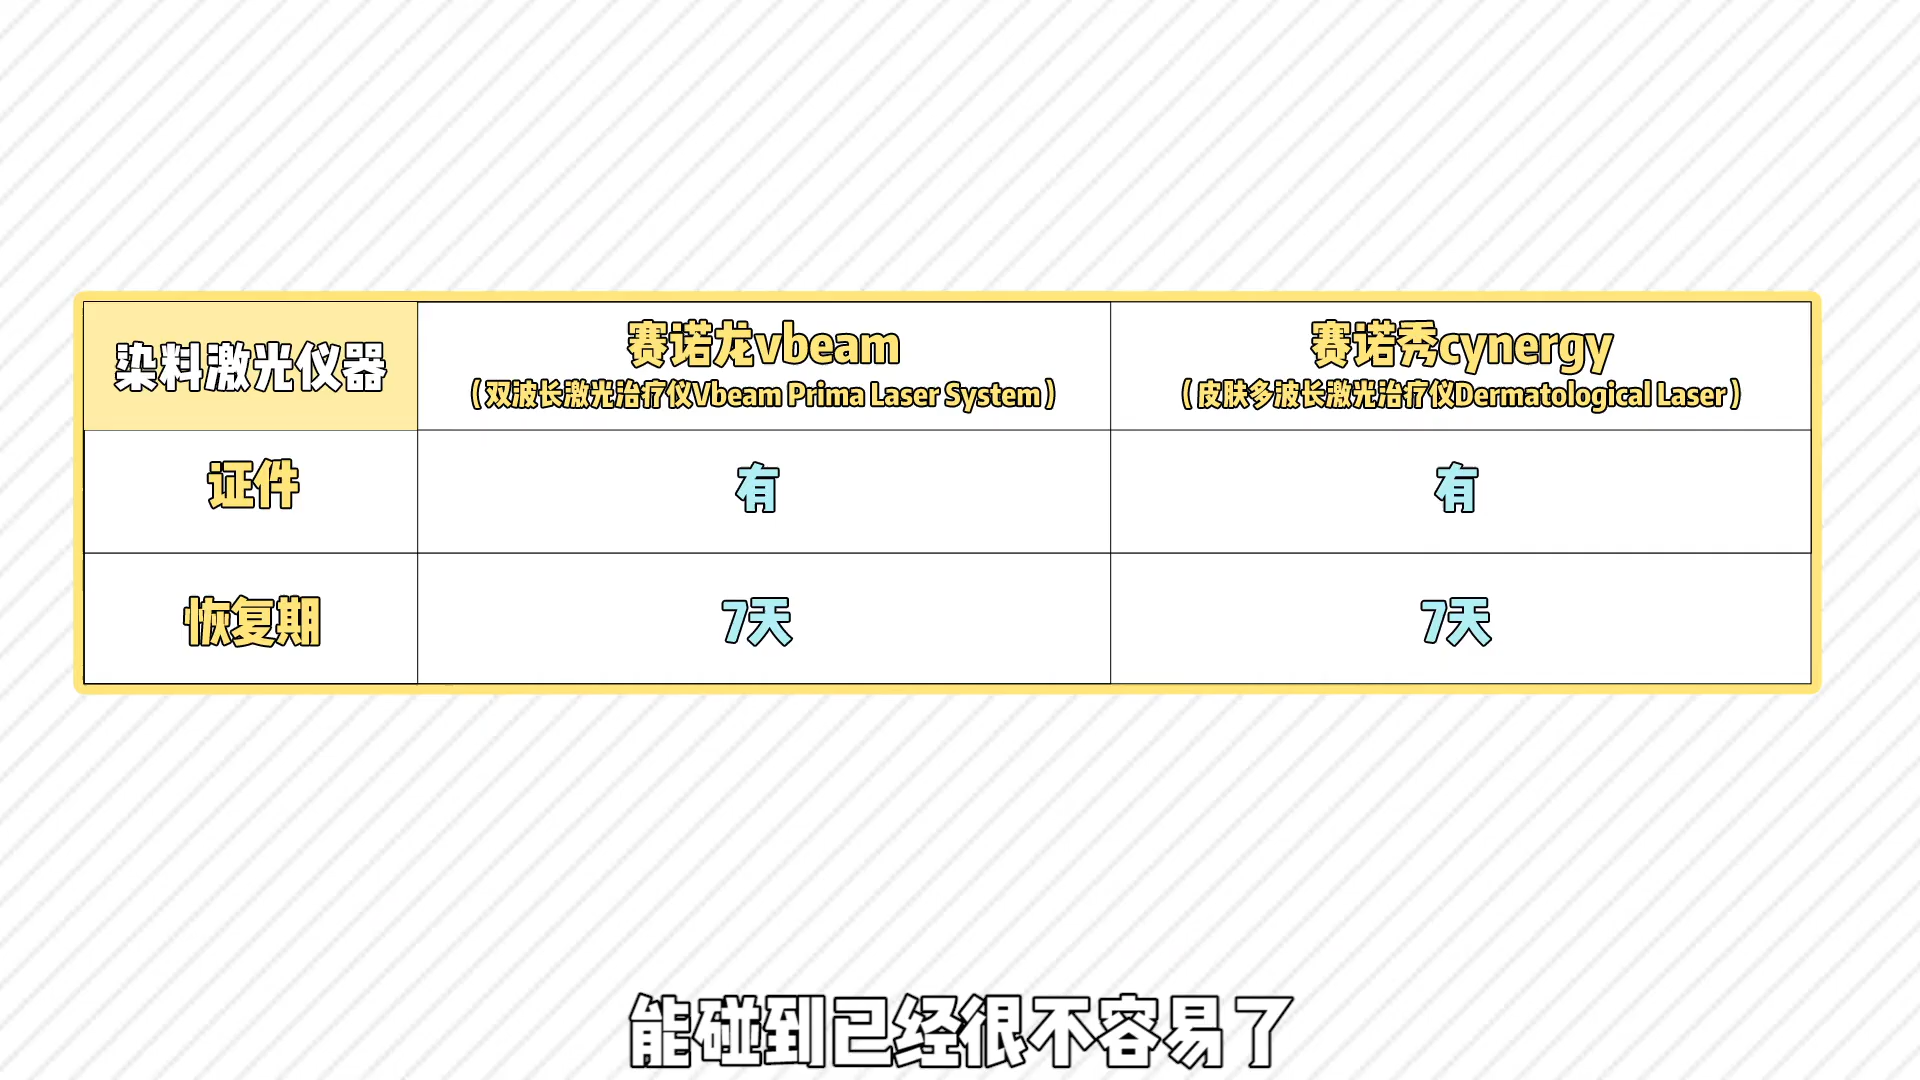 染料激光仪器
赛诺龙vbeam
（双波长激光治疗仪Vbeam Prima Laser System）
赛诺秀cynergy
（皮肤多波长激光治疗仪Dermatological Laser）
证件
有
有
恢复期
7天
7天
能碰到已经很不容易了